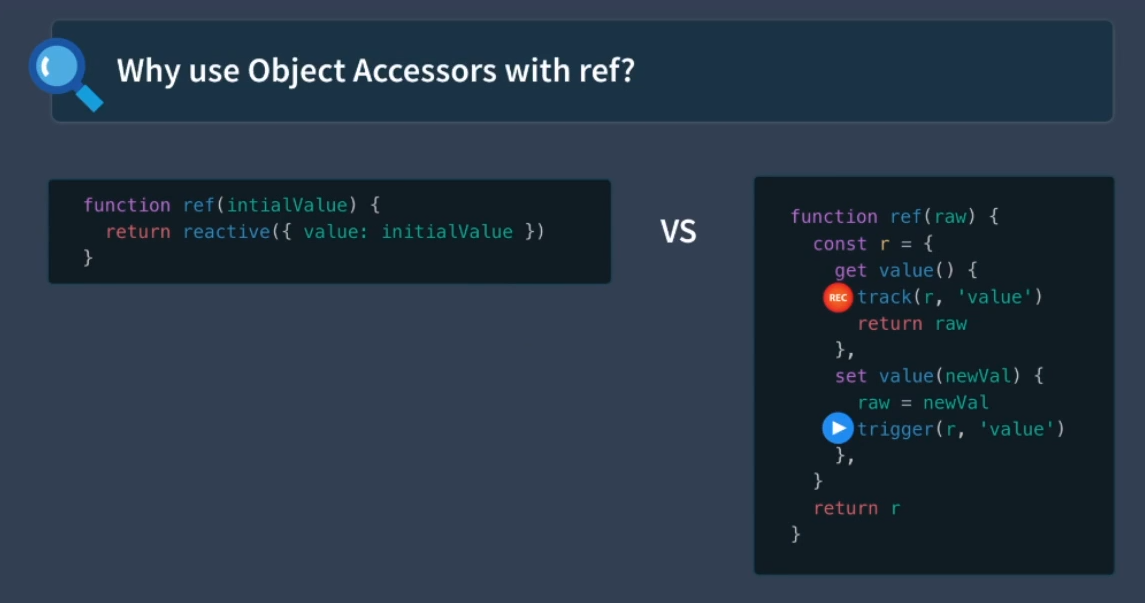 Why use Object Accessors with ref?
function ref(intialValue) {
return reactive({ value: initialValue })
}
VS
function ref(raw) {
const r = {
get value() {
REC track(r, 'value')
return raw
},
set value(newVal) {
raw = newVal
trigger(r, 'value')
},
}
return r
}